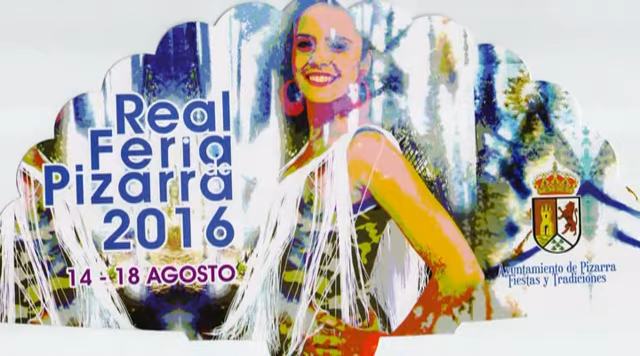 Real
Feria
de
Pizarra
2016
14 - 18 AGOSTO
Ayuntamiento de Pizarra
Fiestas y Tradiciones